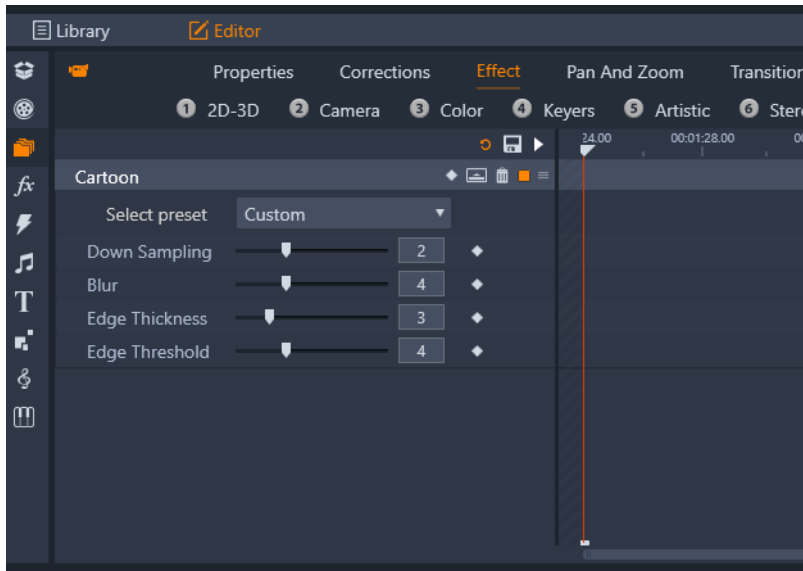 Library Editor
Properties Corrections Effect Pan And Zoom Transition
1 2D-3D 2 Camera 3 Color 4 Keyers 5 Artistic 6 Stere
24.00 00:01:28.00 00
Cartoon
Select preset Custom
Down Sampling 2
Blur 4
Edge Thickness 3
Edge Threshold 4
fx
T